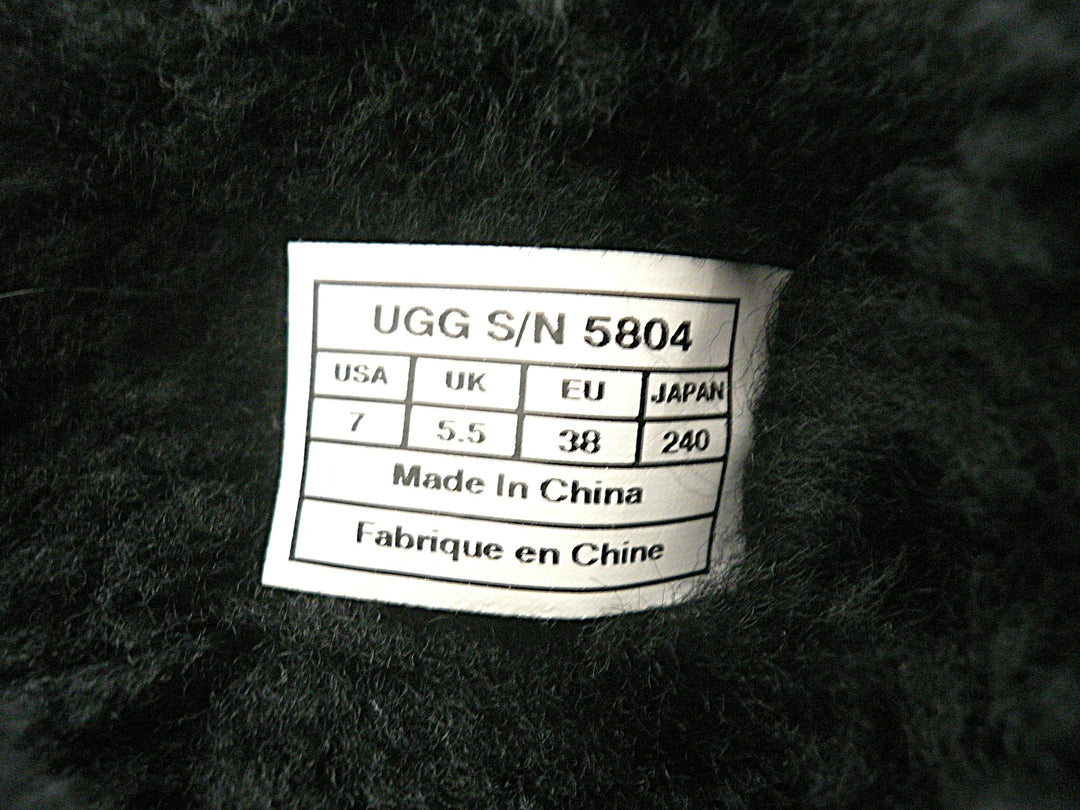 UGG S/N 5804
USA UK EU JAPAN
7 5.5 38 240
Made In China
Fabrique en Chine